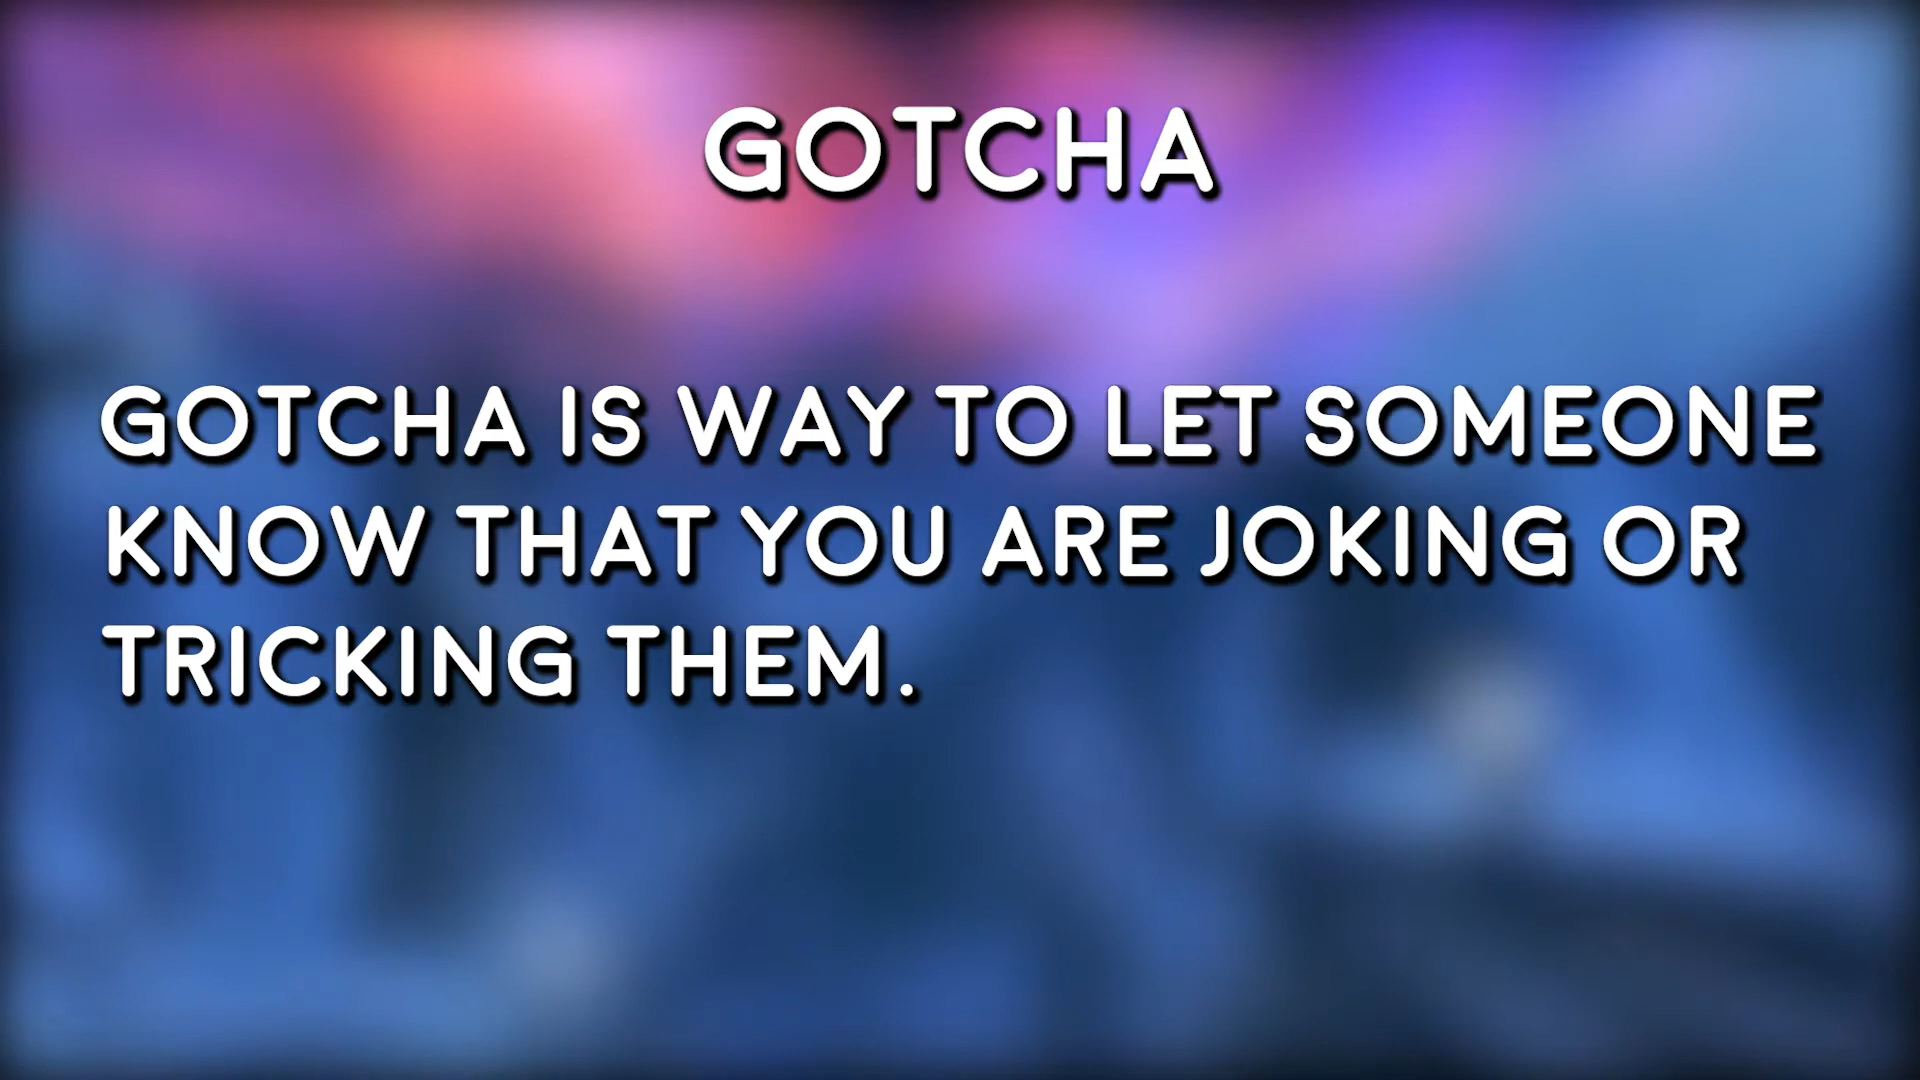 GOTCHA
GOTCHA IS WAY TO LET SOMEONE
KNOW THAT YOU ARE JOKING OR
TRICKING THEM.